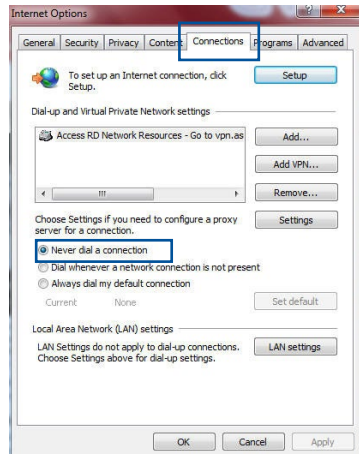 Internet Options
General Security Privacy Content Connections Programs Advanced
To set up an Internet connection, click
Setup.
Setup
Dial-up and Virtual Private Network settings
Access RD Network Resources - Go to vpn.as
Add...
Add VPN...
Remove...
Choose Settings if you need to configure a proxy
server for a connection.
Settings
Never dial a connection
Dial whenever a network connection is not present
Always dial my default connection
Current None
Set default
Local Area Network (LAN) settings
LAN Settings do not apply to dial-up connections.
Choose Settings above for dial-up settings.
LAN settings
OK Cancel Apply